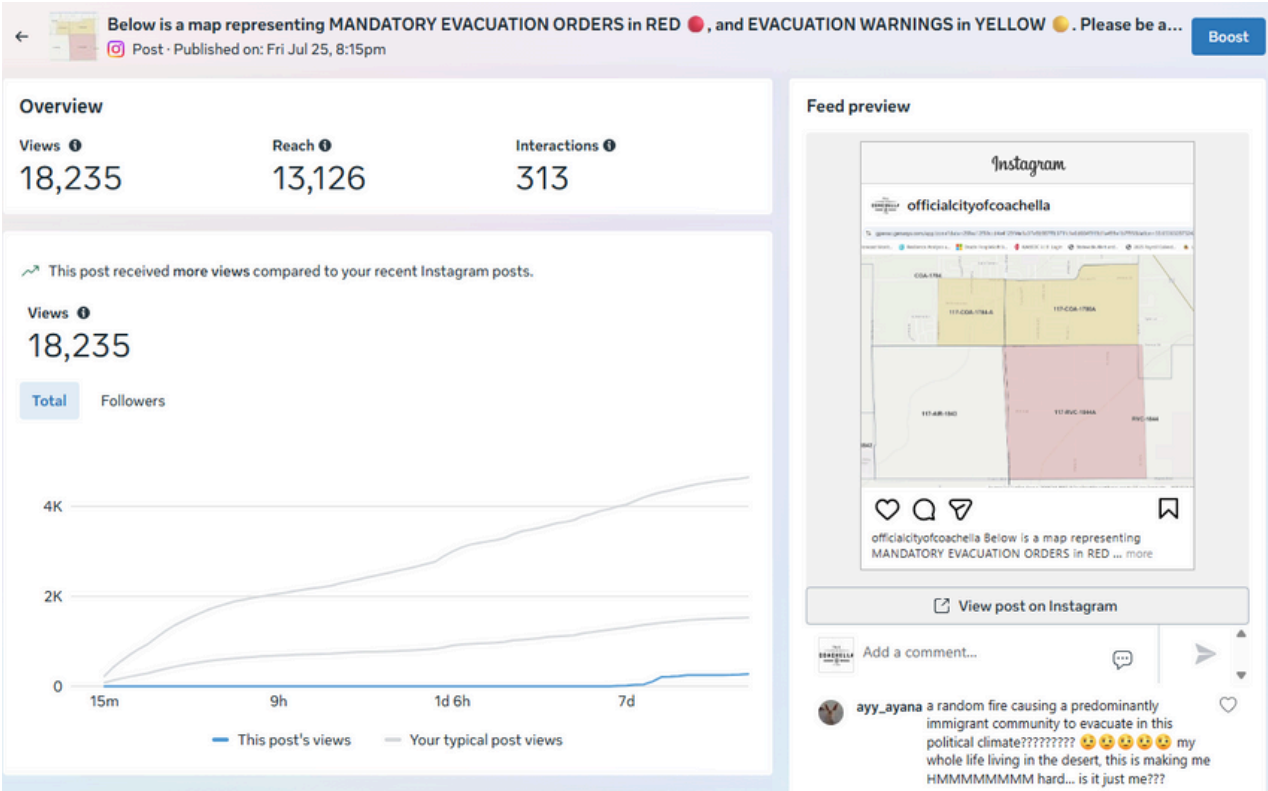 Below is a map representing MANDATORY EVACUATION ORDERS in RED 🔴, and EVACUATION WARNINGS in YELLOW 🟡. Please be a...
Post · Published on: Fri Jul 25, 8:15pm
Boost
Overview
Views
Reach
Interactions
18,235
13,126
313
This post received more views compared to your recent Instagram posts.
Views
18,235
Total
Followers
4K
2K
0
15m
9h
1d 6h
7d
This post's views
Your typical post views
Feed preview
Instagram
COACHELLA
officialcityofcoachella
COA-1784
117-COA-1784-A
117-COA-1785A
117-AIR-1842
117-RVC-1844A
RVC-1844
officialcityofcoachella Below is a map representing
MANDATORY EVACUATION ORDERS in RED ... more
View post on Instagram
COACHELLA
Add a comment...
ayy_ayana a random fire causing a predominantly
immigrant community to evacuate in this
political climate????????? 😢😢😢😢😢 my
whole life living in the desert, this is making me
HMMMMMMMM hard... is it just me???